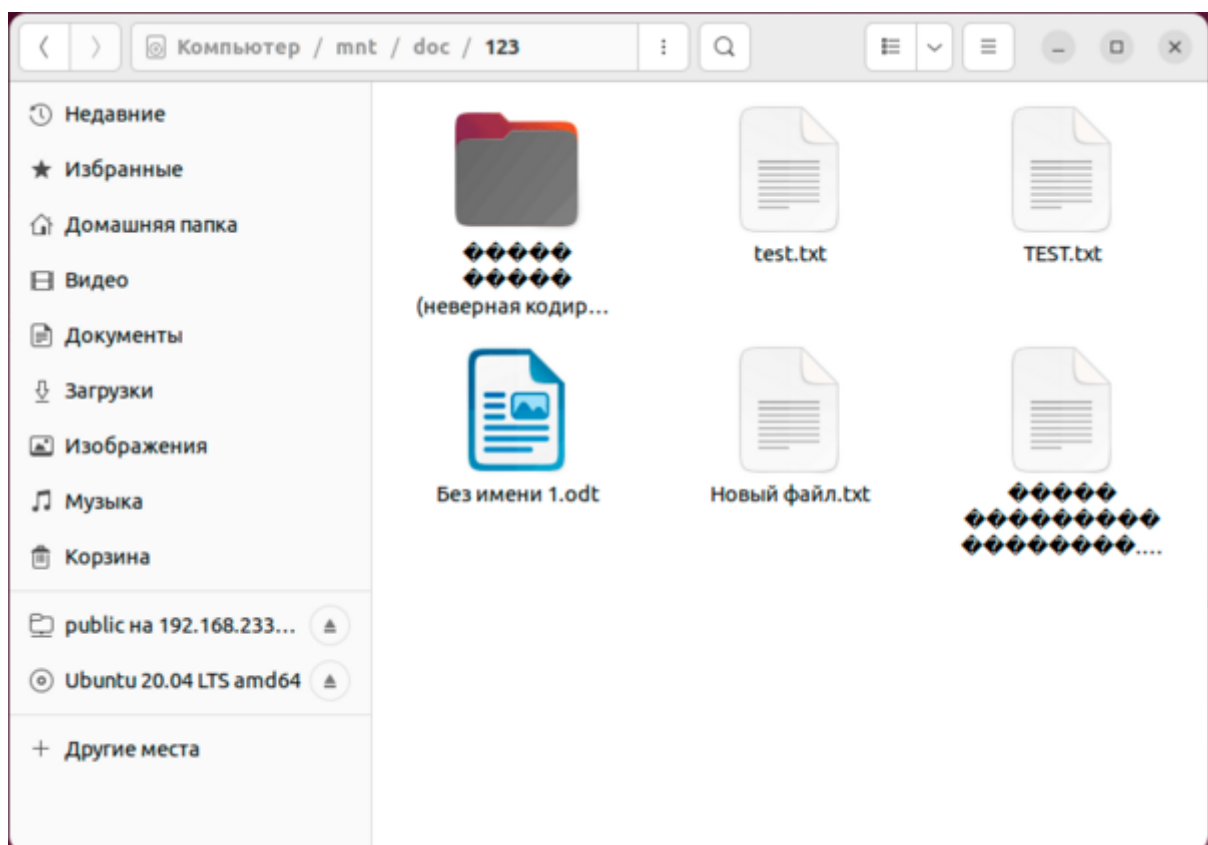 Компьютер / mnt / doc / 123
Недавние
Избранные
Домашняя папка
Видео
Документы
Загрузки
Изображения
Музыка
Корзина
public на 192.168.233...
Ubuntu 20.04 LTS amd64
Другие места
�����
�����
(неверная кодир...
test.txt
TEST.txt
Без имени 1.odt
Новый файл.txt
�����
���������
��������....